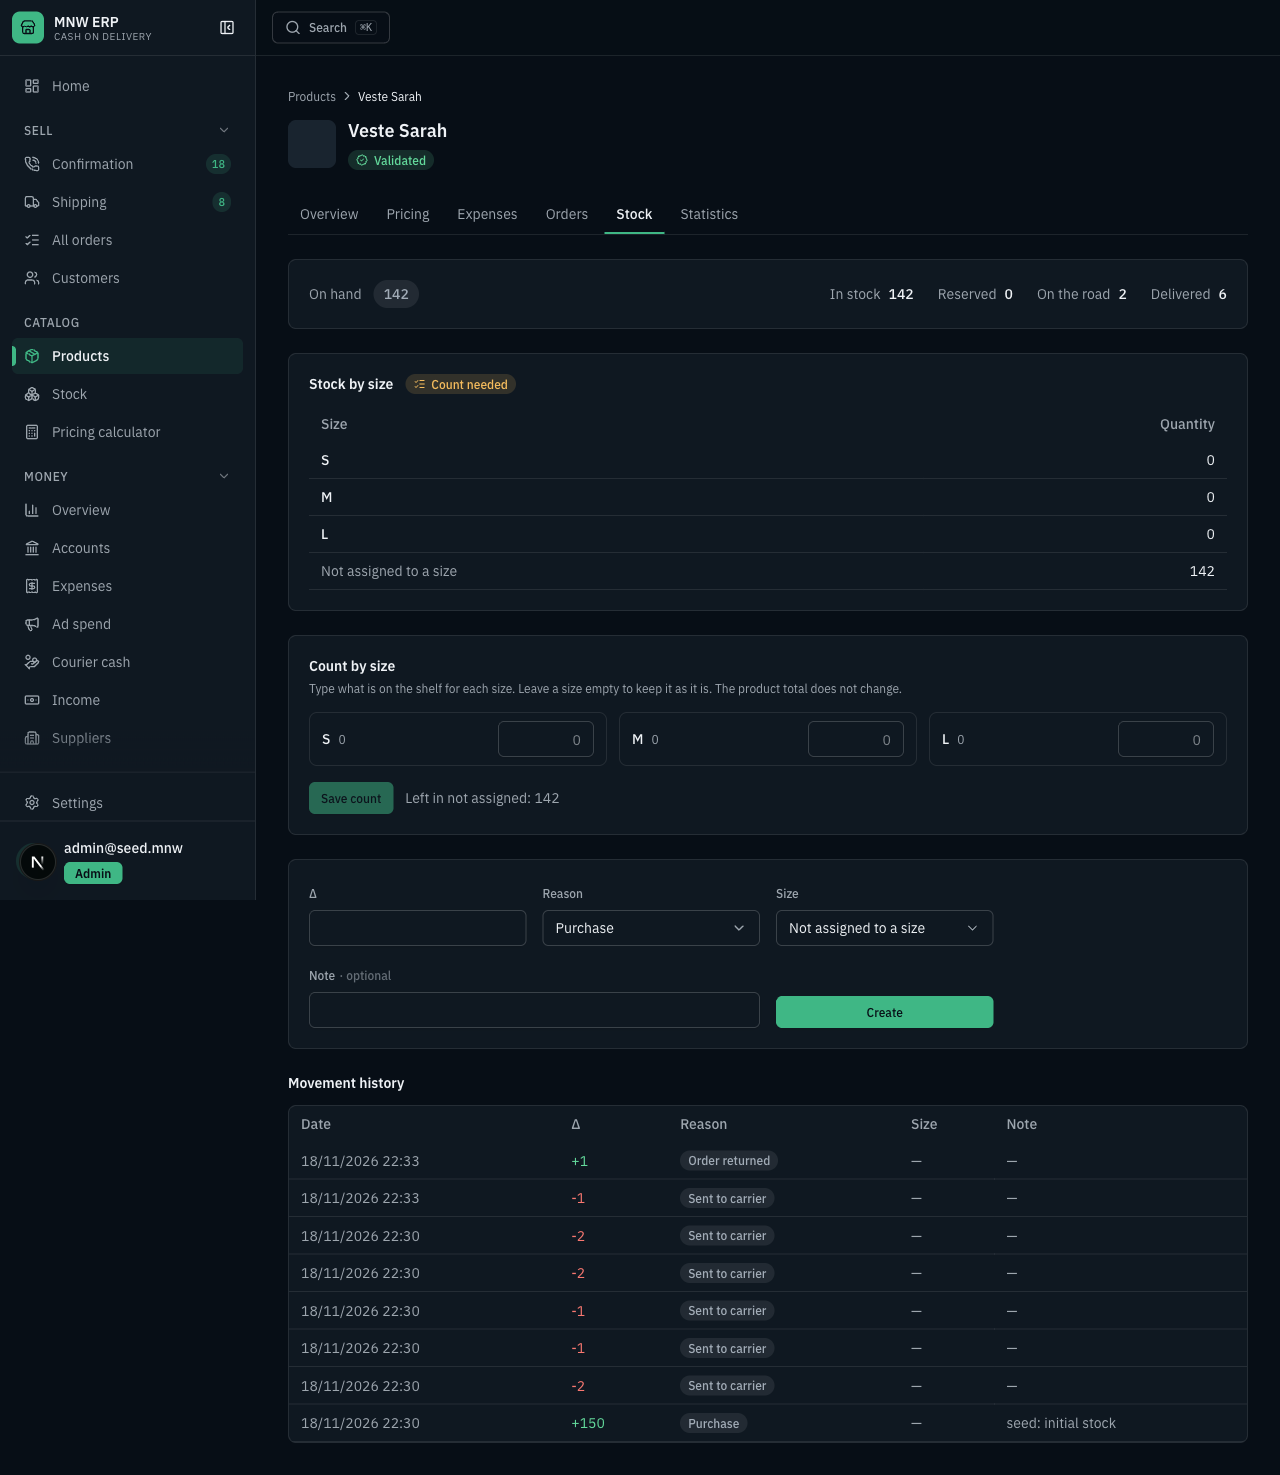 MNW ERP
CASH ON DELIVERY
Search ⌘K
Home
SELL
Confirmation 18
Shipping 8
All orders
Customers
CATALOG
Products
Stock
Pricing calculator
MONEY
Overview
Accounts
Expenses
Ad spend
Courier cash
Income
Suppliers
Settings
N
admin@seed.mnw
Admin
Products > Veste Sarah
Veste Sarah
Validated
Overview Pricing Expenses Orders Stock Statistics
On hand 142 In stock 142 Reserved 0 On the road 2 Delivered 6
Stock by size Count needed
Size Quantity
S 0
M 0
L 0
Not assigned to a size 142
Count by size
Type what is on the shelf for each size. Leave a size empty to keep it as it is. The product total does not change.
S 0 0 M 0 0 L 0 0
Save count Left in not assigned: 142
Δ Reason Size
Purchase Not assigned to a size
Note · optional
Create
Movement history
Date Δ Reason Size Note
18/11/2026 22:33 +1 Order returned — —
18/11/2026 22:33 -1 Sent to carrier — —
18/11/2026 22:30 -2 Sent to carrier — —
18/11/2026 22:30 -2 Sent to carrier — —
18/11/2026 22:30 -1 Sent to carrier — —
18/11/2026 22:30 -1 Sent to carrier — —
18/11/2026 22:30 -2 Sent to carrier — —
18/11/2026 22:30 +150 Purchase — seed: initial stock